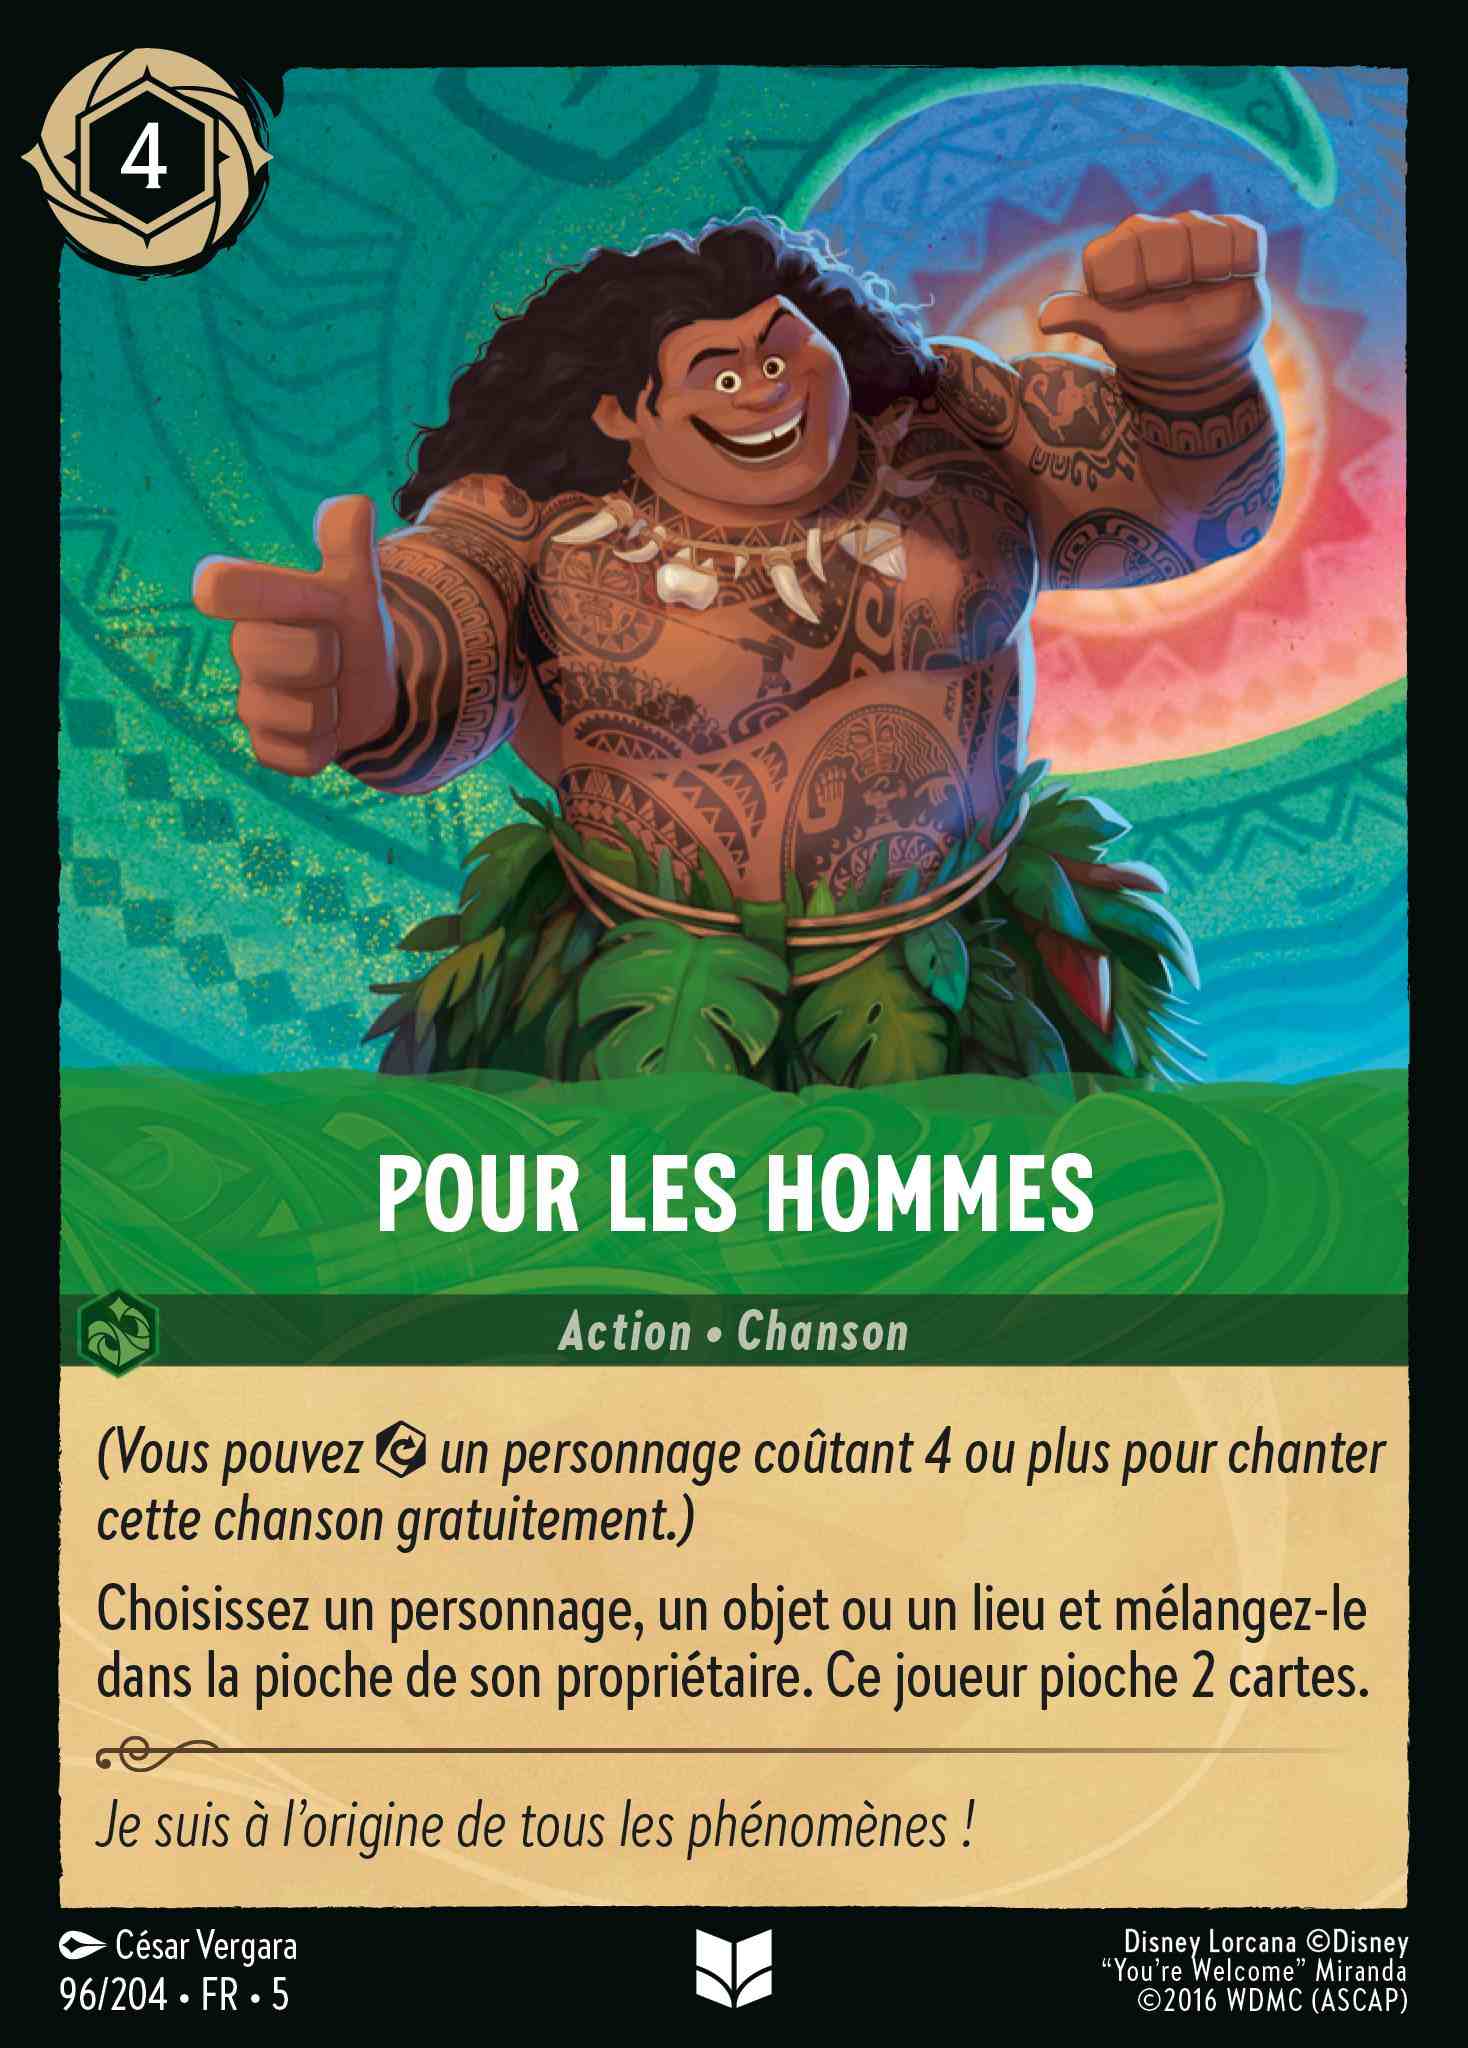 4
POUR LES HOMMES
Action • Chanson
(Vous pouvez un personnage coûtant 4 ou plus pour chanter
cette chanson gratuitement.)
Choisissez un personnage, un objet ou un lieu et mélangez-le
dans la pioche de son propriétaire. Ce joueur pioche 2 cartes.
Je suis à l’origine de tous les phénomènes !
César Vergara
96/204 • FR • 5
Disney Lorcana ©Disney
“You’re Welcome” Miranda
©2016 WDMC (ASCAP)